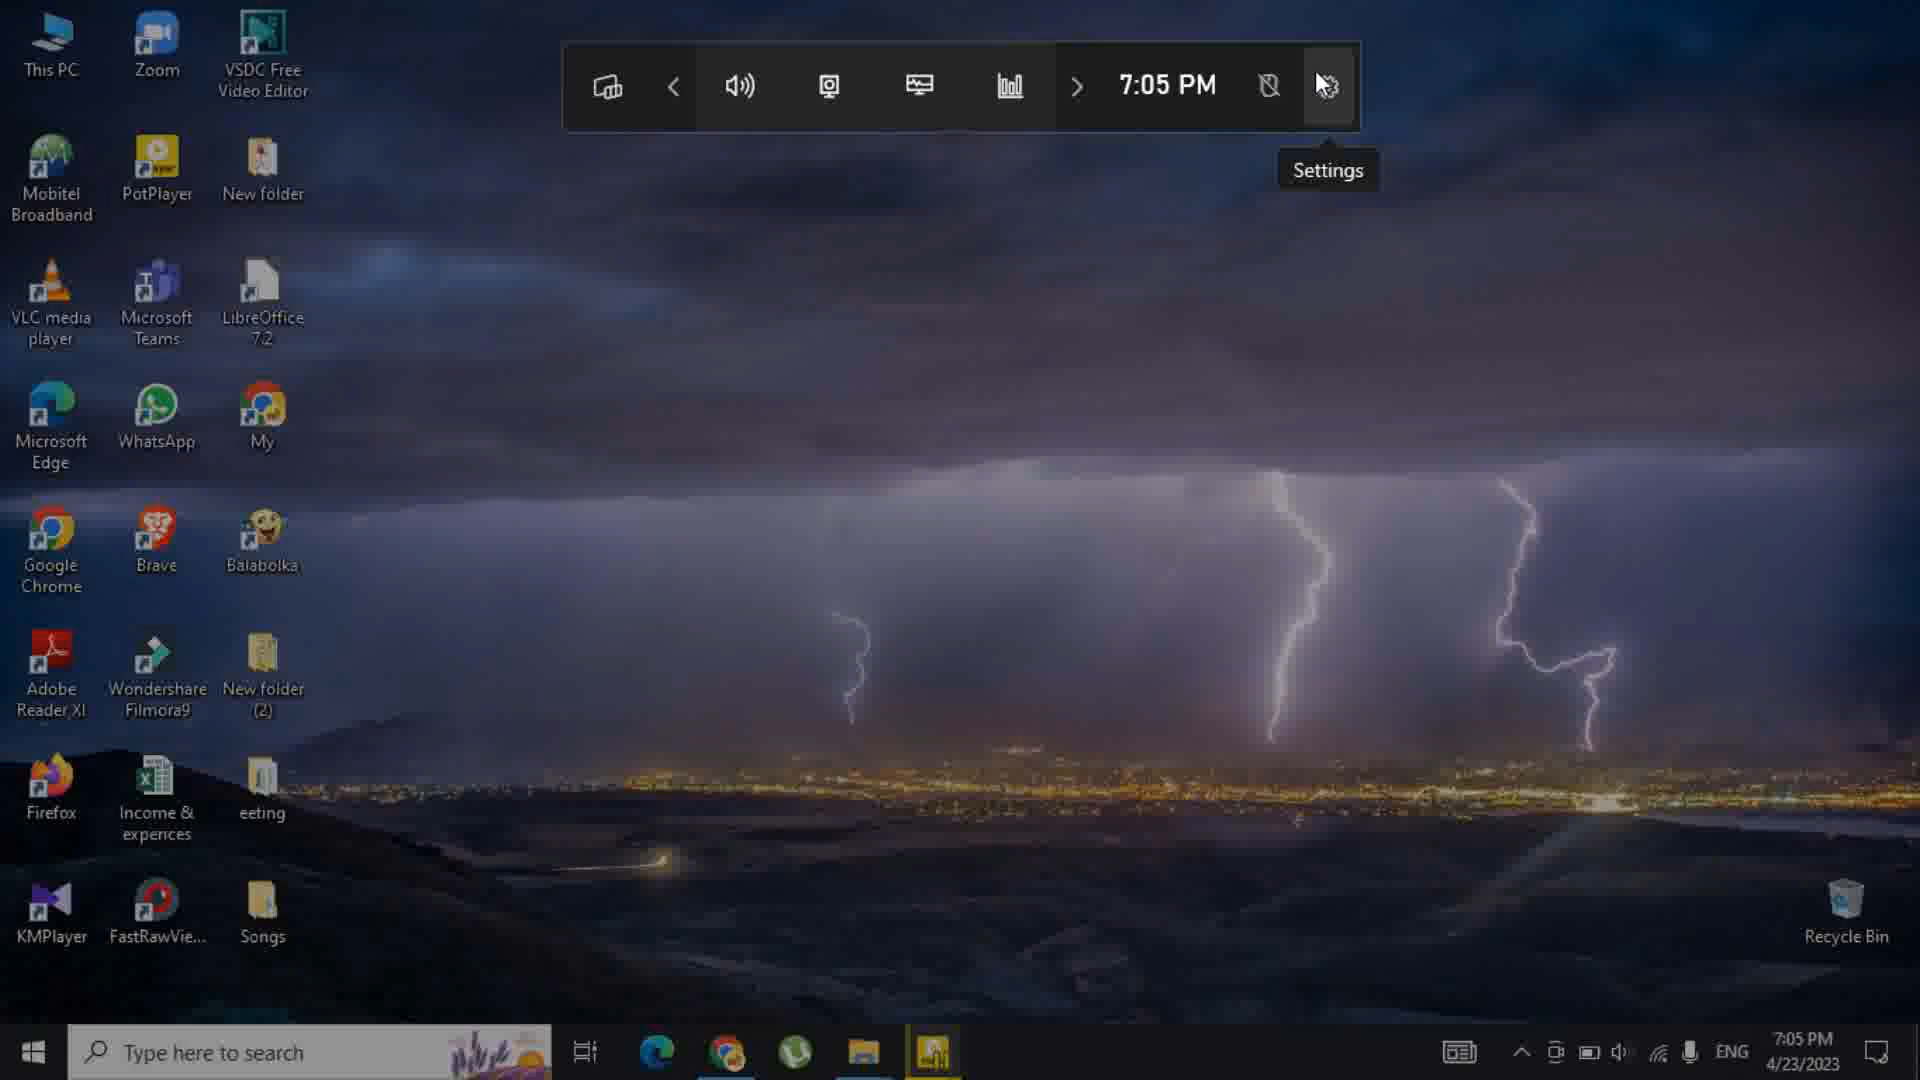 7:05 PM
Settings
This PC
Zoom
VSDC Free
Video Editor
Mobitel
Broadband
PotPlayer
New folder
VLC media
player
Microsoft
Teams
LibreOffice
7.2
Microsoft
Edge
WhatsApp
My
Google
Chrome
Brave
Balabolka
Adobe
Reader XI
Wondershare
Filmora9
New folder
(2)
Firefox
Income &
expences
eeting
KMPlayer
FastRawVie...
Songs
Recycle Bin
Type here to search
ENG
7:05 PM
4/23/2023